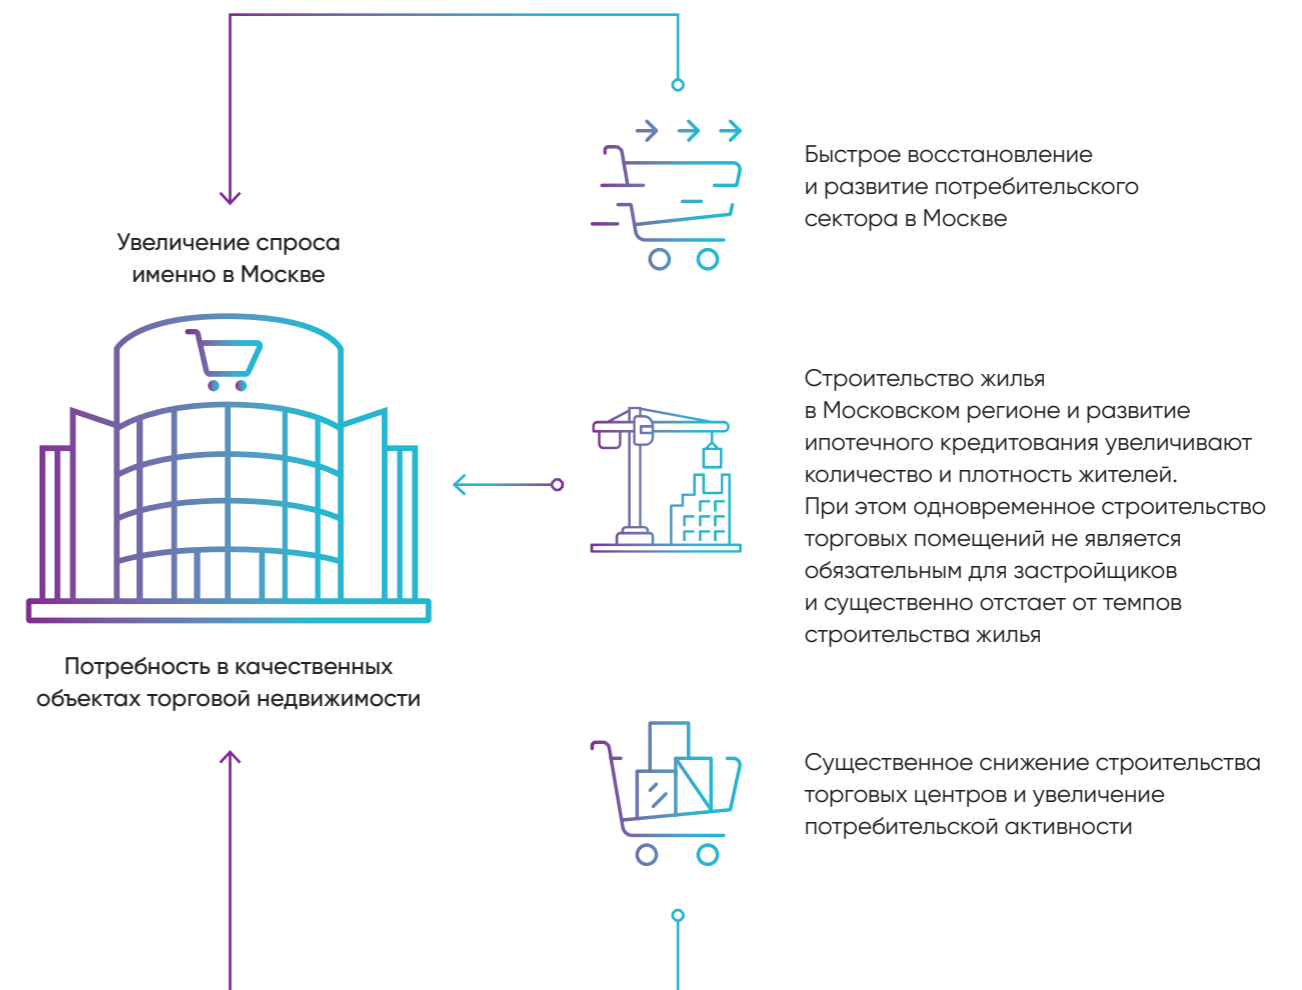 Увеличение спроса
именно в Москве
Потребность в качественных
объектах торговой недвижимости
Быстрое восстановление
и развитие потребительского
сектора в Москве
Строительство жилья
в Московском регионе и развитие
ипотечного кредитования увеличивают
количество и плотность жителей.
При этом одновременное строительство
торговых помещений не является
обязательным для застройщиков
и существенно отстает от темпов
строительства жилья
Существенное снижение строительства
торговых центров и увеличение
потребительской активности